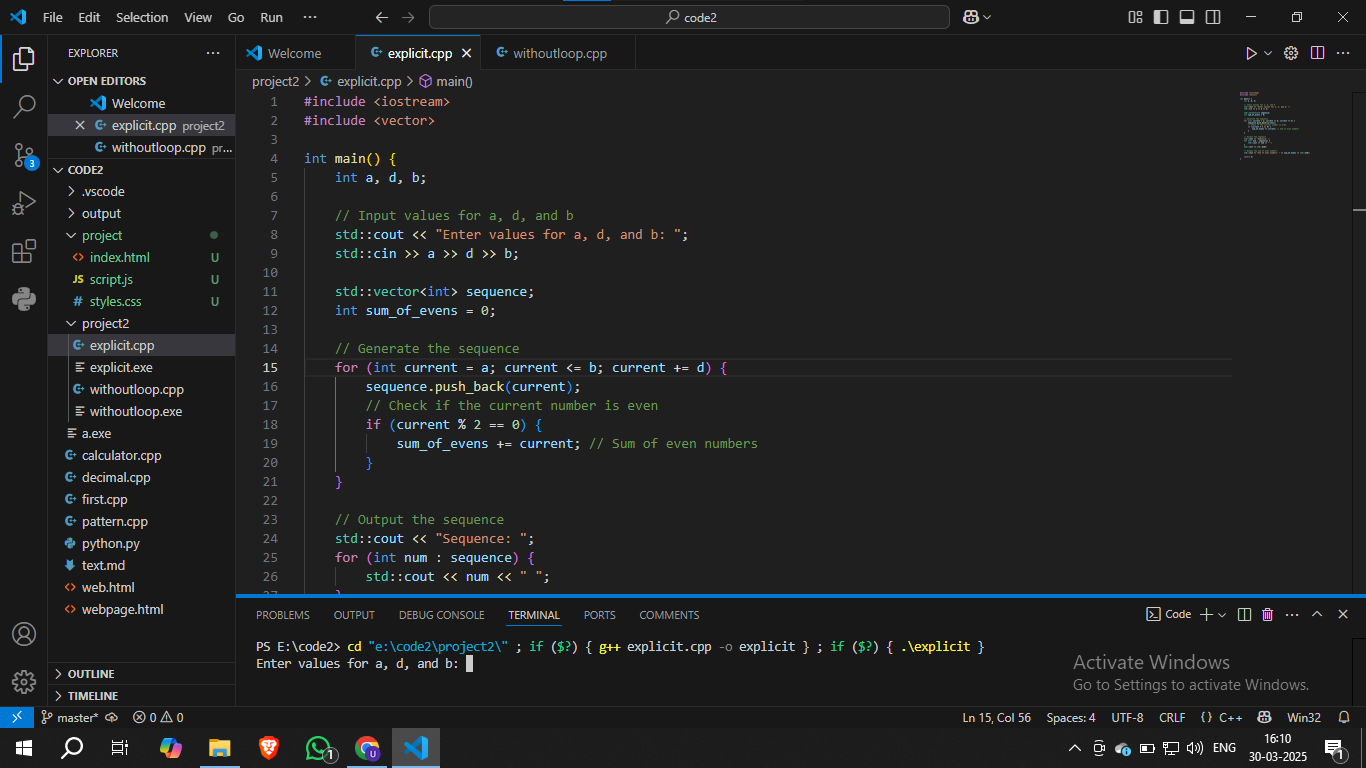 File Edit Selection View Go Run ··· code2
EXPLORER ···
OPEN EDITORS
Welcome
explicit.cpp project2
withoutloop.cpp pr...
CODE2
.vscode
output
project
index.html U
JS script.js U
# styles.css U
project2
explicit.cpp
explicit.exe
withoutloop.cpp
withoutloop.exe
a.exe
calculator.cpp
decimal.cpp
first.cpp
pattern.cpp
python.py
text.md
web.html
webpage.html
OUTLINE
TIMELINE
3
Welcome explicit.cpp withoutloop.cpp
project2 > explicit.cpp > main()
1 #include <iostream>
2 #include <vector>
3
4 int main() {
5 int a, d, b;
6
7 // Input values for a, d, and b
8 std::cout << "Enter values for a, d, and b: ";
9 std::cin >> a >> d >> b;
10
11 std::vector<int> sequence;
12 int sum_of_evens = 0;
13
14 // Generate the sequence
15 for (int current = a; current <= b; current += d) {
16 sequence.push_back(current);
17 // Check if the current number is even
18 if (current % 2 == 0) {
19 sum_of_evens += current; // Sum of even numbers
20 }
21 }
22
23 // Output the sequence
24 std::cout << "Sequence: ";
25 for (int num : sequence) {
26 std::cout << num << " ";
27 }
PROBLEMS OUTPUT DEBUG CONSOLE TERMINAL PORTS COMMENTS Code
PS E:\code2> cd "e:\code2\project2\" ; if ($?) { g++ explicit.cpp -o explicit } ; if ($?) { .\explicit }
Enter values for a, d, and b:
Activate Windows
Go to Settings to activate Windows.
master* 0 0 Ln 15, Col 56 Spaces: 4 UTF-8 CRLF {} C++ Win32
1 U ENG 16:10 1
30-03-2025